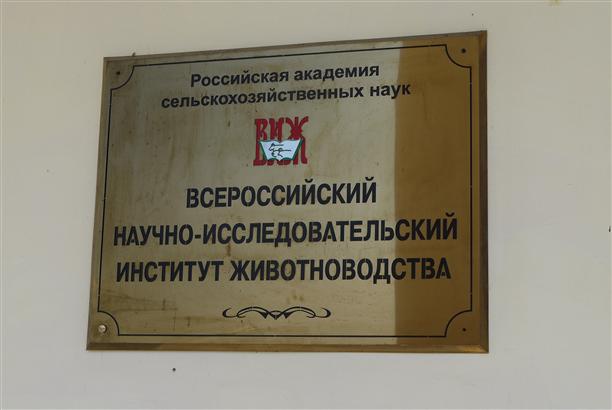 Российская академия
сельскохозяйственных наук
ВИЖ
ВСЕРОССИЙСКИЙ
НАУЧНО-ИССЛЕДОВАТЕЛЬСКИЙ
ИНСТИТУТ ЖИВОТНОВОДСТВА